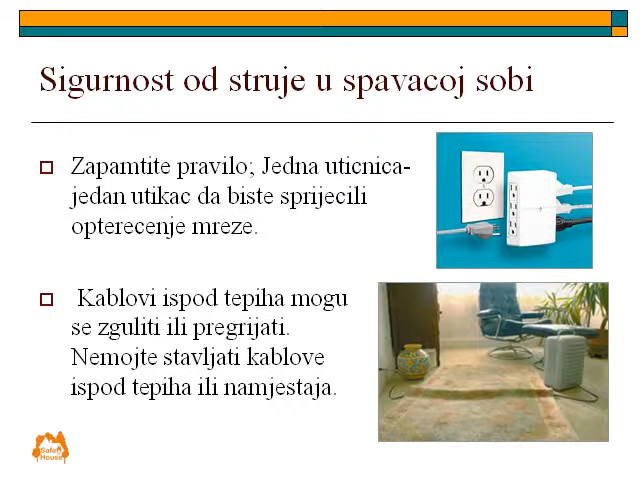 Sigurnost od struje u spavacoj sobi
Zapamtite pravilo; Jedna uticnica-
jedan utikac da biste sprijecili
opterecenje mreze.
Kablovi ispod tepiha mogu
se zguliti ili pregrijati.
Nemojte stavljati kablove
ispod tepiha ili namjestaja.
Safe
House